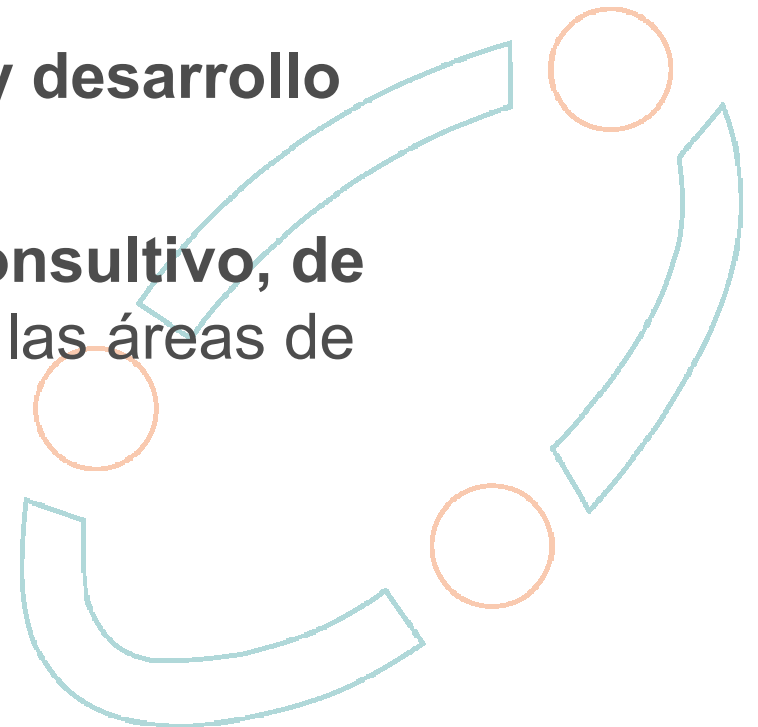 y desarrollo
onsultivo, de
las áreas de